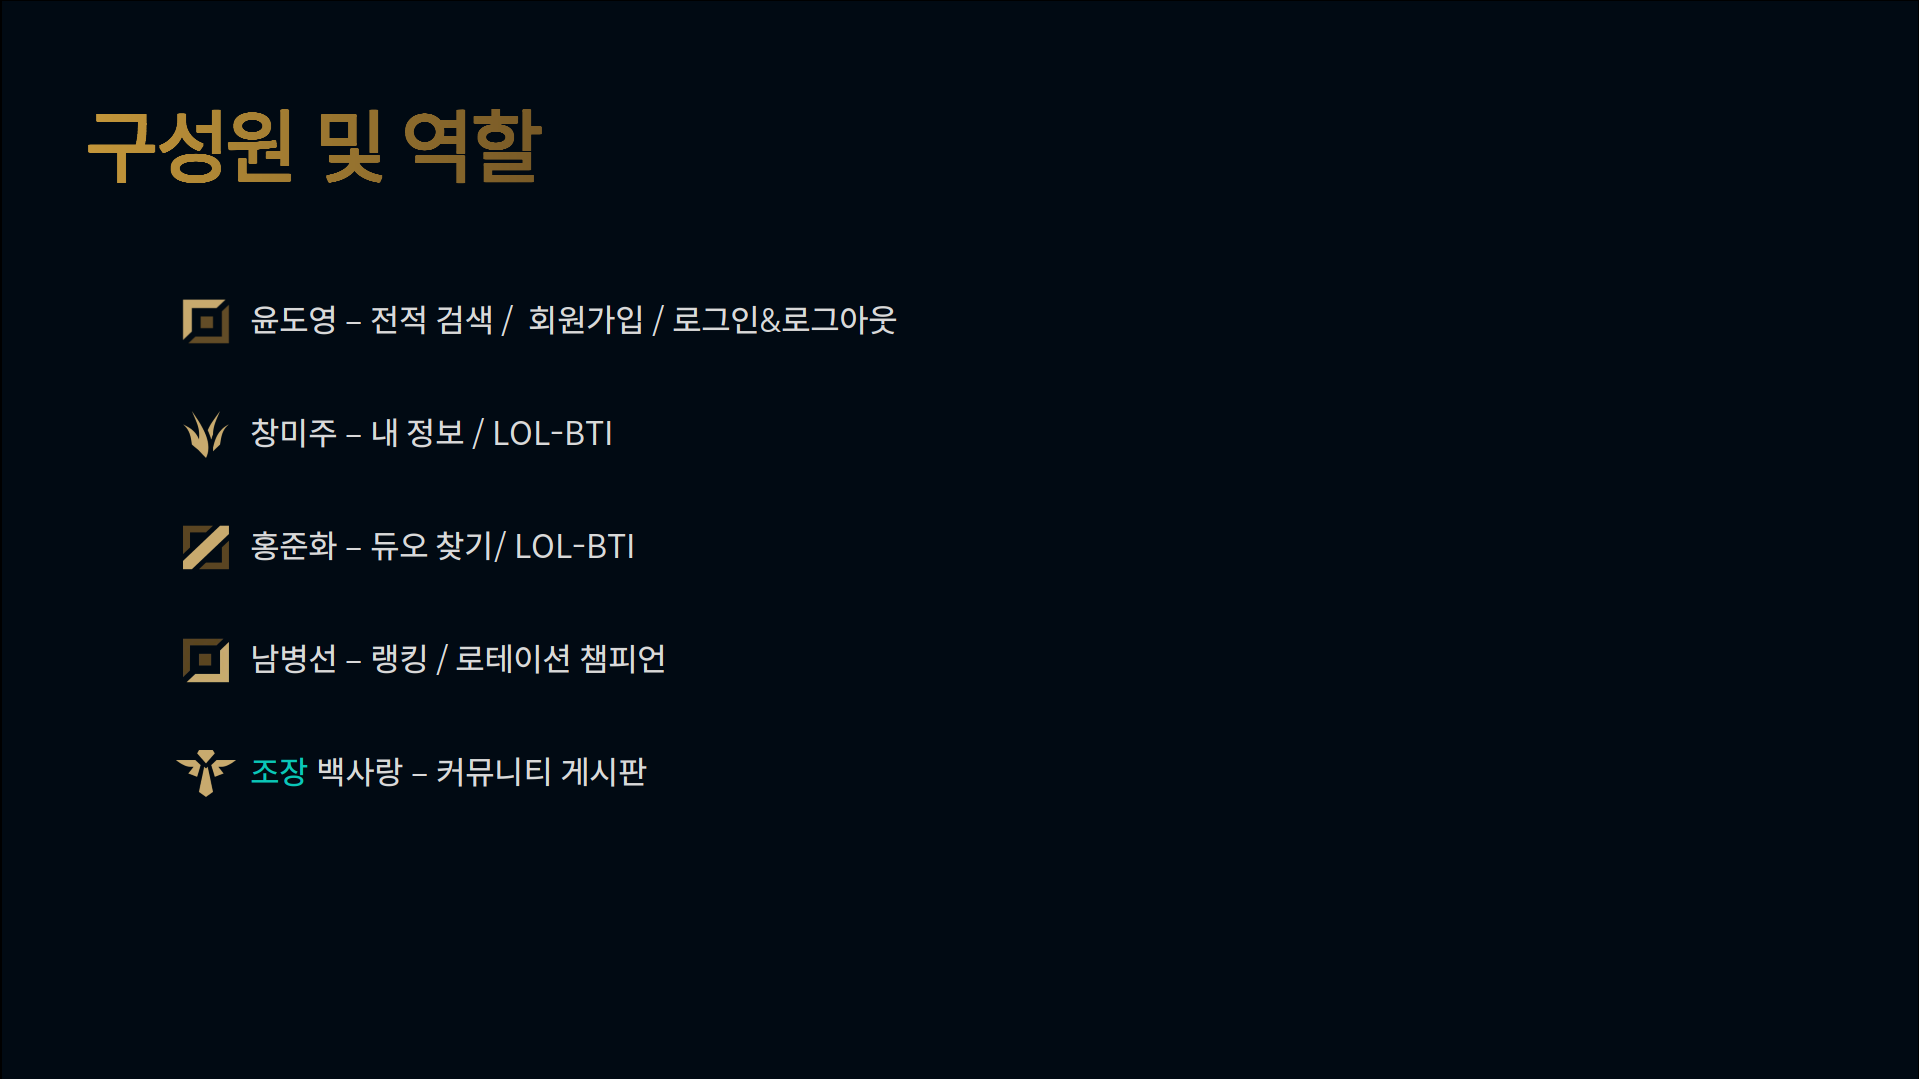 구성원 및 역할
윤도영 – 전적 검색 /  회원가입 / 로그인&로그아웃
창미주 – 내 정보 / LOL-BTI
홍준화 – 듀오 찾기/ LOL-BTI
남병선 – 랭킹 / 로테이션 챔피언
조장 백사랑 – 커뮤니티 게시판